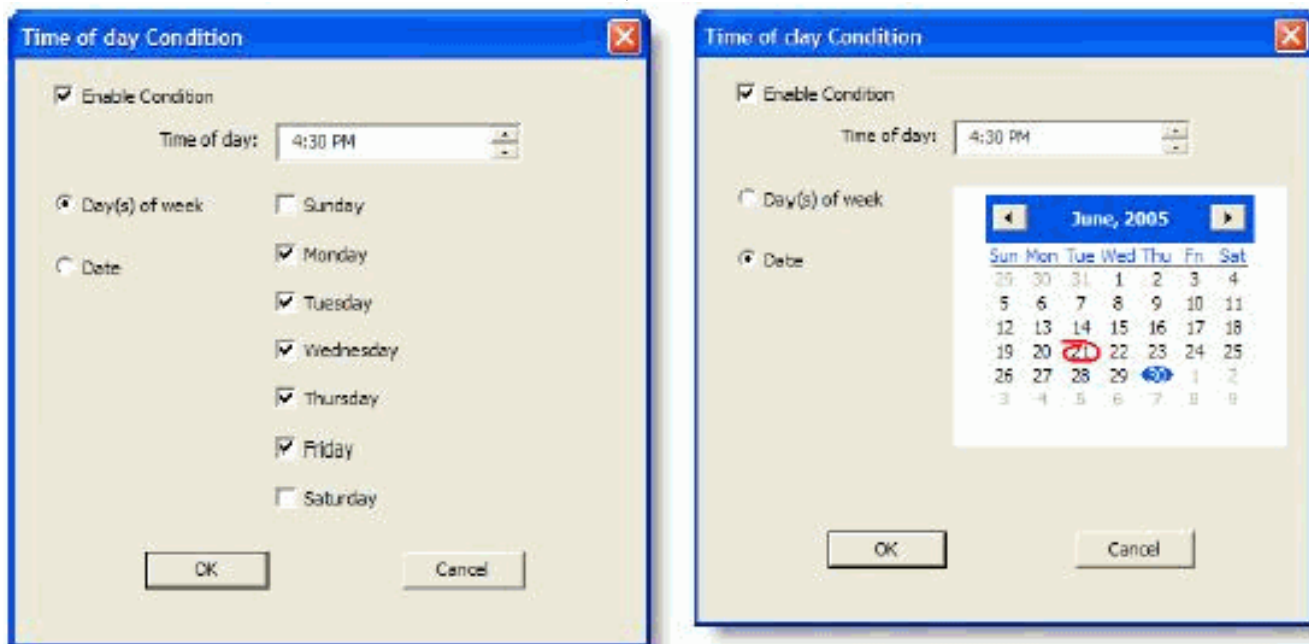 Time of day Condition
Enable Condition
Time of day: 4:30 PM
Day(s) of week
Sunday
Monday
Date
Tuesday
Wednesday
Thursday
Friday
Saturday
OK Cancel
Time of day Condition
Enable Condition
Time of day: 4:30 PM
Day(s) of week
Date
June, 2005
Sun Mon Tue Wed Thu Fri Sat
29 30 31 1 2 3 4
5 6 7 8 9 10 11
12 13 14 15 16 17 18
19 20 21 22 23 24 25
26 27 28 29 30 1 2
3 4 5 6 7 8 9
OK Cancel